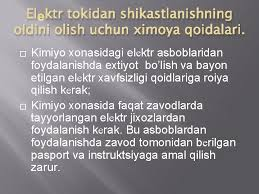 Elektr tokidan shikastlanishning
oldini olish uchun ximoya qoidalari.
Kimiyo xonasidagi elektr asboblaridan
foydalanishda extiyot bo’lish va bayon
etilgan elektr xavfsizligi qoidlariga roiya
qilish kerak;
Kimiyo xonasida faqat zavodlarda
tayyorlangan elektr jixozlardan
foydalanish kerak. Bu asboblardan
foydalanishda zavod tomonidan berilgan
pasport va instruktsiyaga amal qilish
zarur.